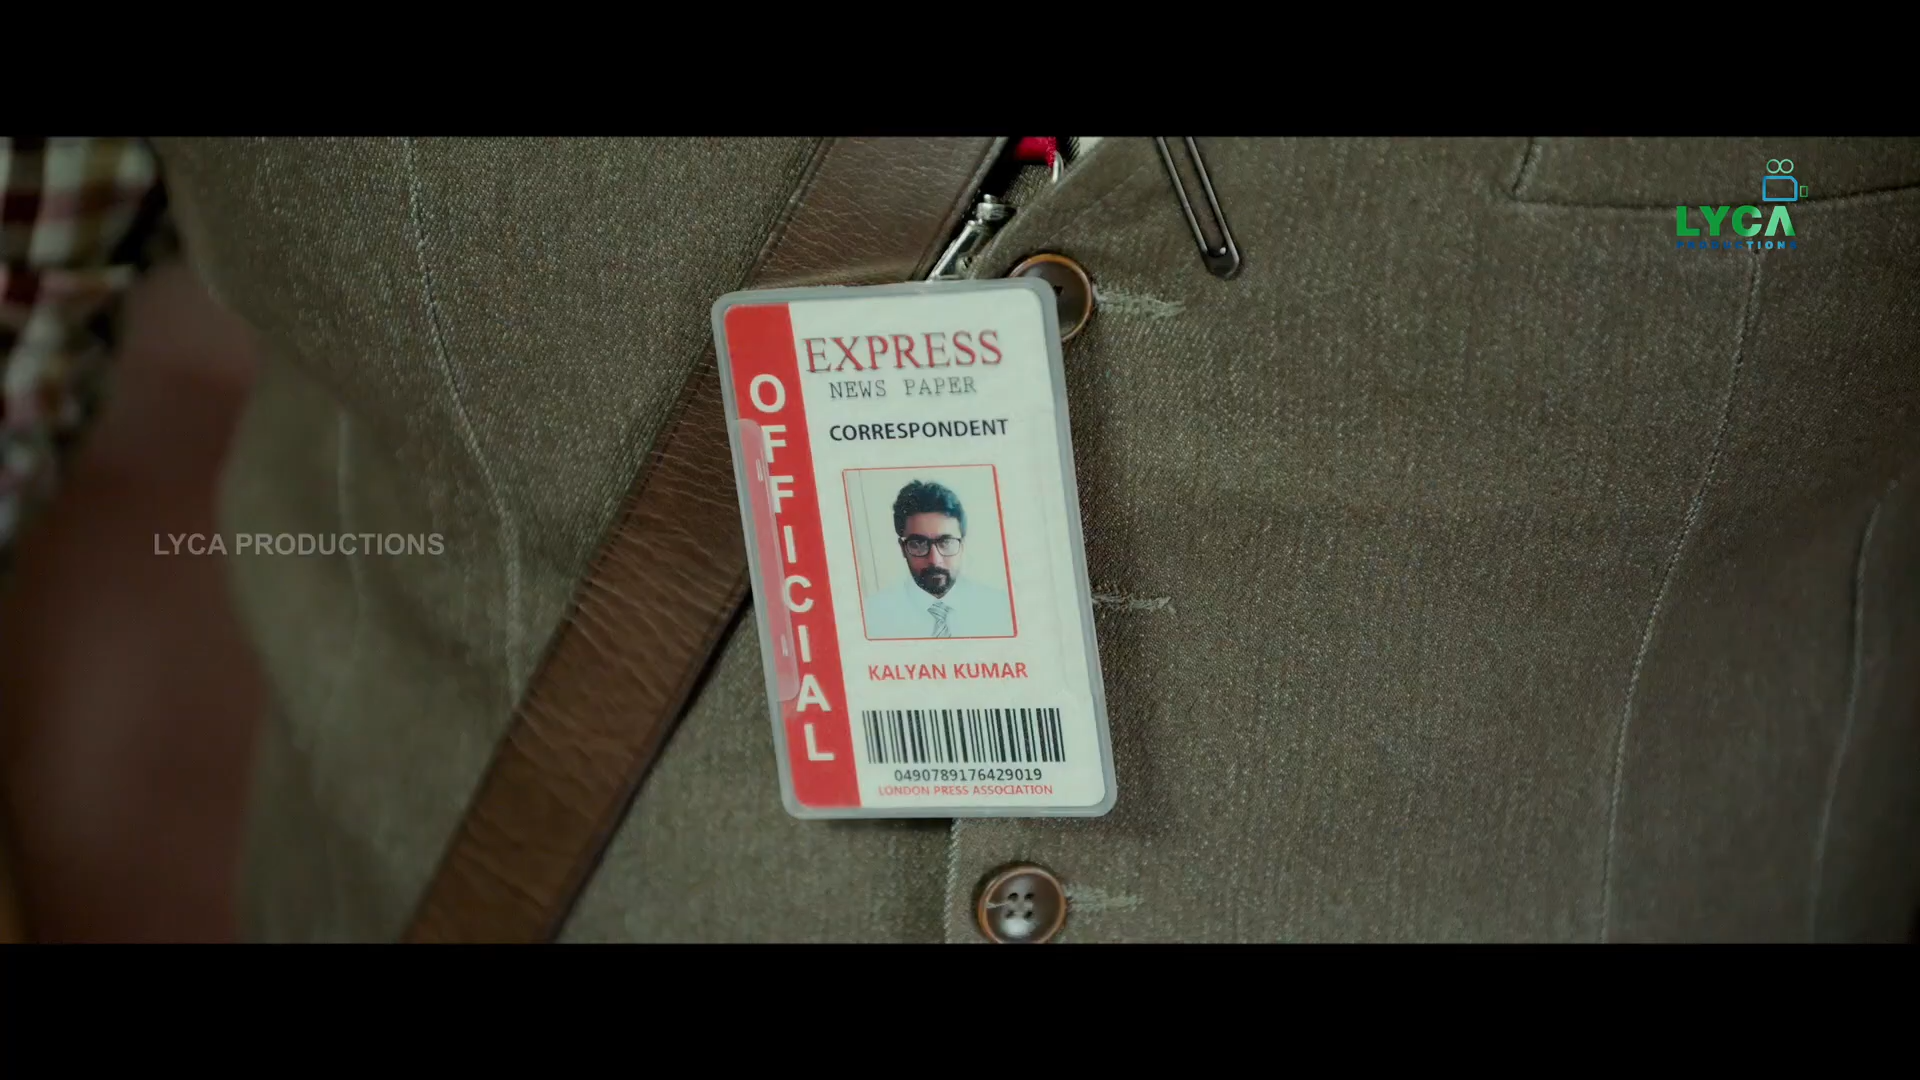 LYCA
PRODUCTIONS
EXPRESS
NEWS PAPER
CORRESPONDENT
OFFICIAL
LYCA PRODUCTIONS
KALYAN KUMAR
0490789176429019
LONDON PRESS ASSOCIATION